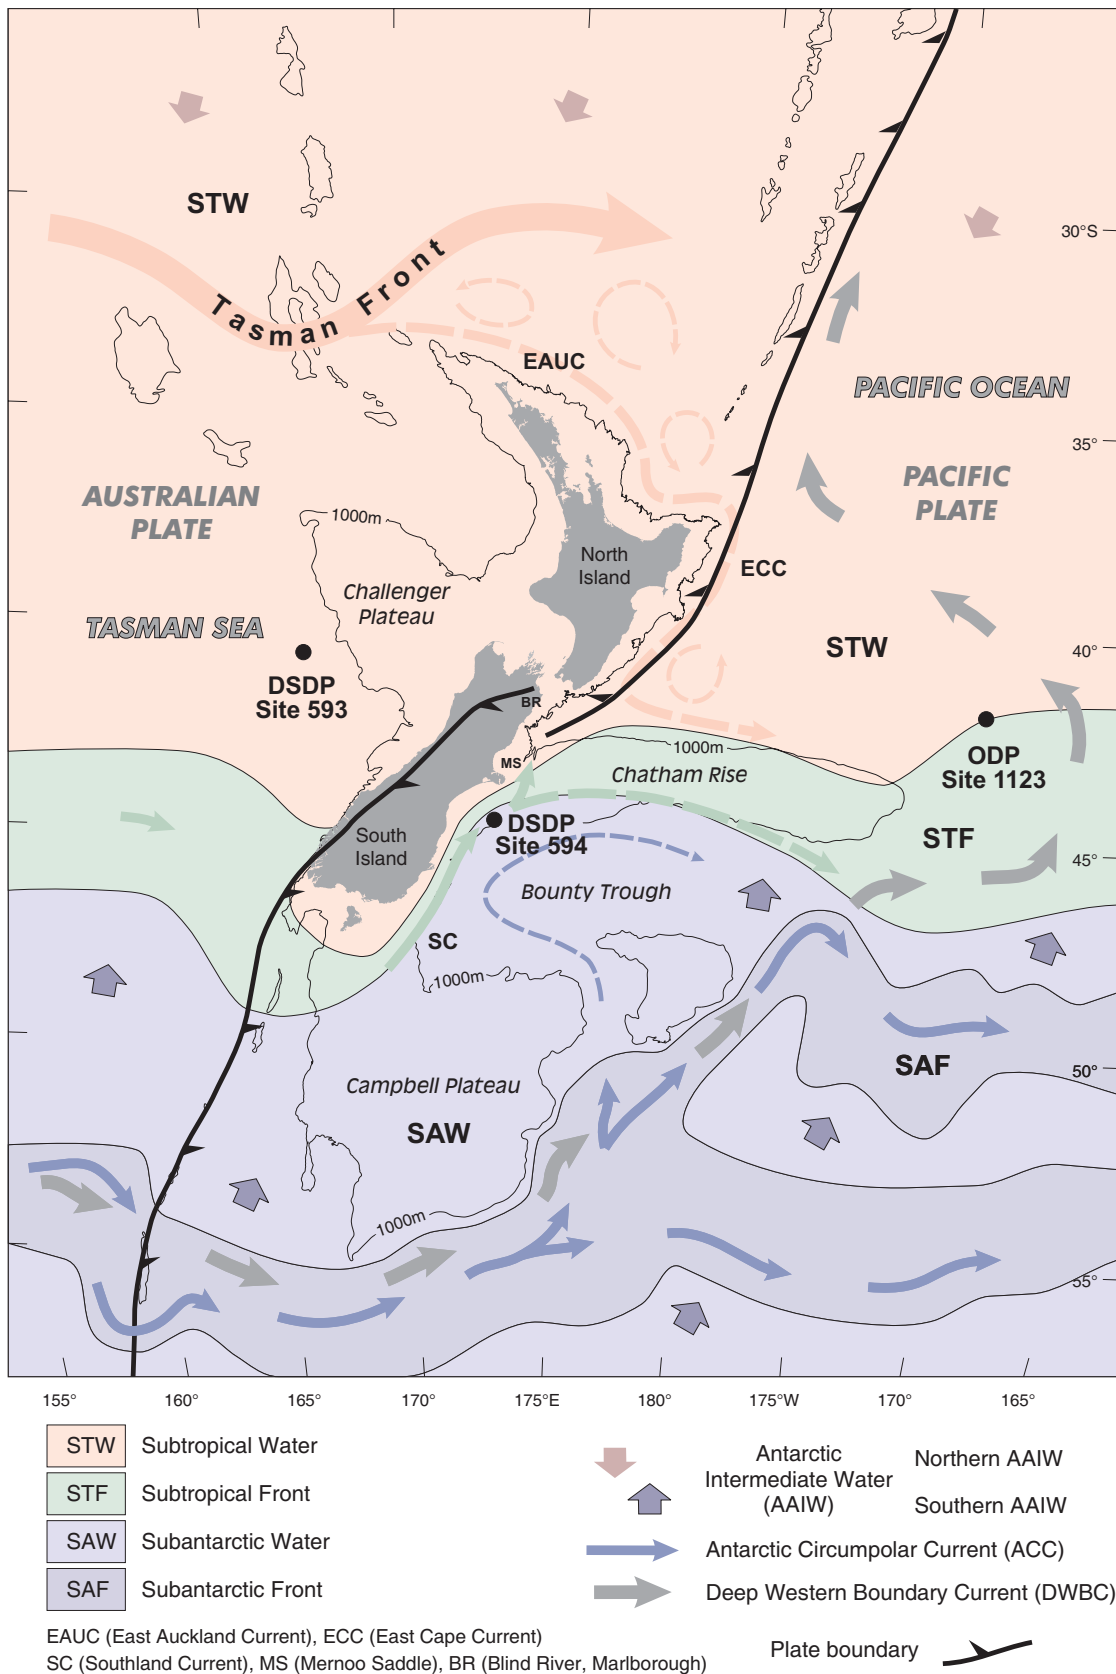 STW
Tasman Front
30°S
EAUC
PACIFIC OCEAN
35°
AUSTRALIAN
PLATE
PACIFIC
PLATE
1000m
North
Island
ECC
Challenger
Plateau
TASMAN SEA
STW
40°
DSDP
Site 593
BR
MS
1000m
Chatham Rise
ODP
Site 1123
DSDP
Site 594
South
Island
STF
45°
Bounty Trough
SC
1000m
Campbell Plateau
SAW
SAF
50°
1000m
55°
155°
160°
165°
170°
175°E
180°
175°W
170°
165°
STW Subtropical Water
STF Subtropical Front
SAW Subantarctic Water
SAF Subantarctic Front
Antarctic
Intermediate Water
(AAIW)
Northern AAIW
Southern AAIW
Antarctic Circumpolar Current (ACC)
Deep Western Boundary Current (DWBC)
EAUC (East Auckland Current), ECC (East Cape Current)
SC (Southland Current), MS (Mernoo Saddle), BR (Blind River, Marlborough)
Plate boundary